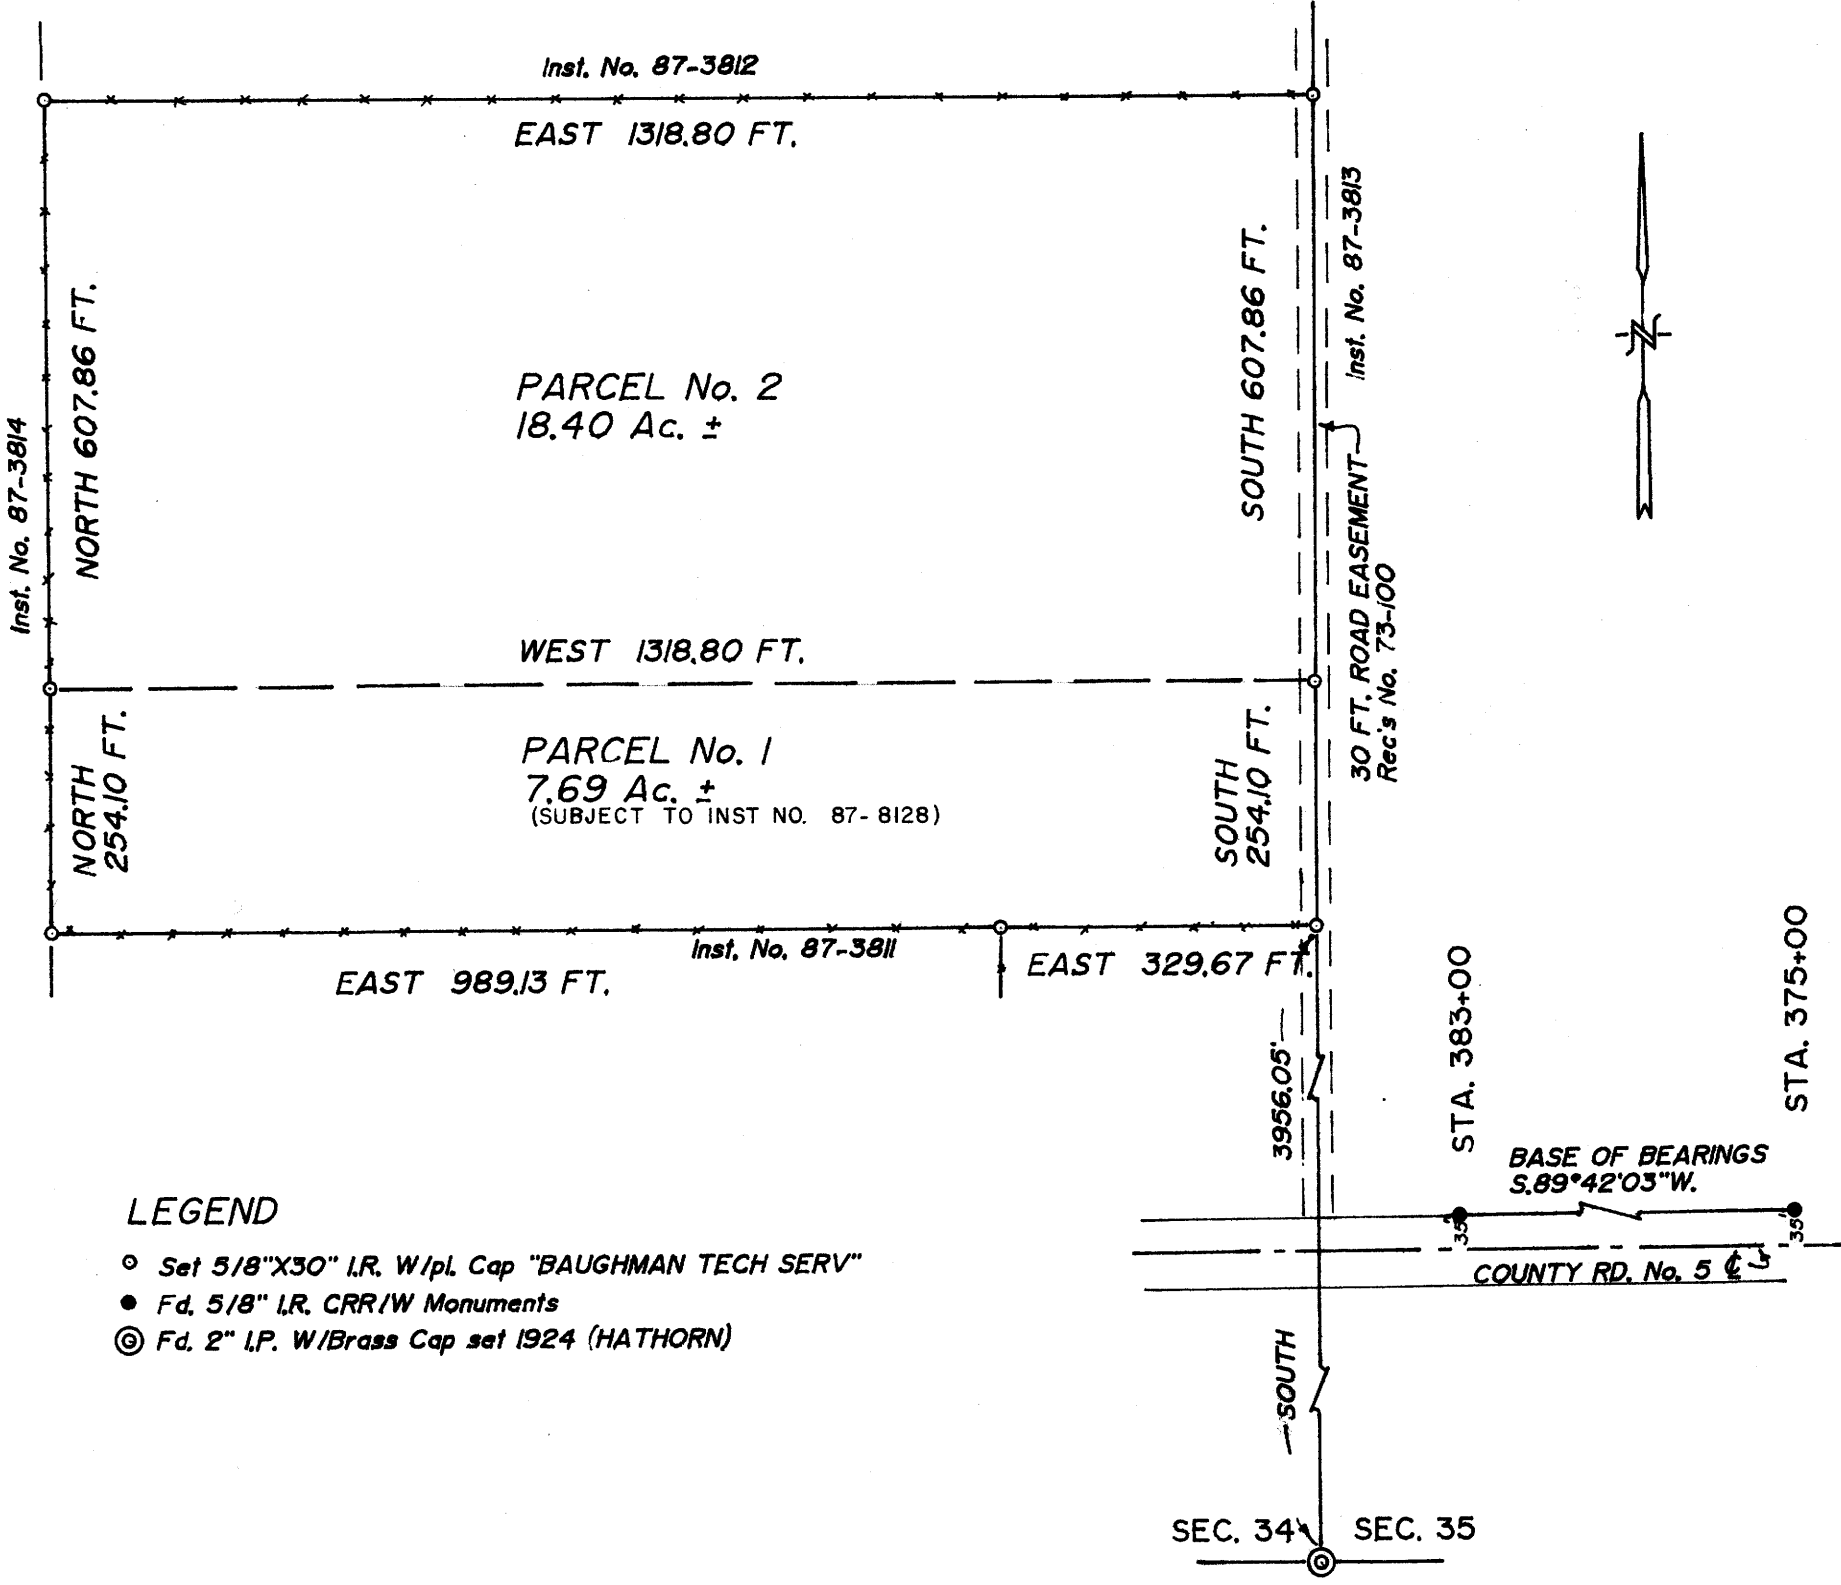 Inst. No. 87-3812
EAST 1318.80 FT.
Inst. No. 87-3814
NORTH 607.86 FT.
PARCEL No. 2
18.40 Ac. ±
SOUTH 607.86 FT.
Inst. No. 87-3813
N
30 FT. ROAD EASEMENT
Rec's No. 73-100
WEST 1318.80 FT.
NORTH
254.10 FT.
PARCEL No. 1
7.69 Ac. ±
(SUBJECT TO INST NO. 87-8128)
SOUTH
254.10 FT.
Inst. No. 87-3811
EAST 989.13 FT.
EAST 329.67 FT.
3956.05'
STA. 383+00
STA. 375+00
BASE OF BEARINGS
S.89°42'03"W.
35'
35'
COUNTY RD. No. 5 ℄
LEGEND
Set 5/8"X30" I.R. W/pl. Cap "BAUGHMAN TECH SERV"
Fd. 5/8" I.R. CRR/W Monuments
Fd. 2" I.P. W/Brass Cap set 1924 (HATHORN)
SOUTH
SEC. 34
SEC. 35